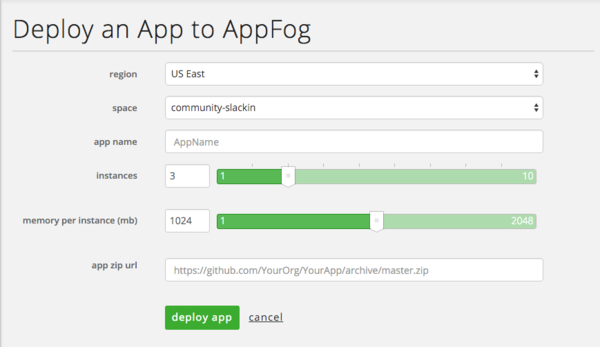 Deploy an App to AppFog
region
US East
space
community-slackin
app name
AppName
instances
3
1
10
memory per instance (mb)
1024
1
2048
app zip url
https://github.com/YourOrg/YourApp/archive/master.zip
deploy app
cancel